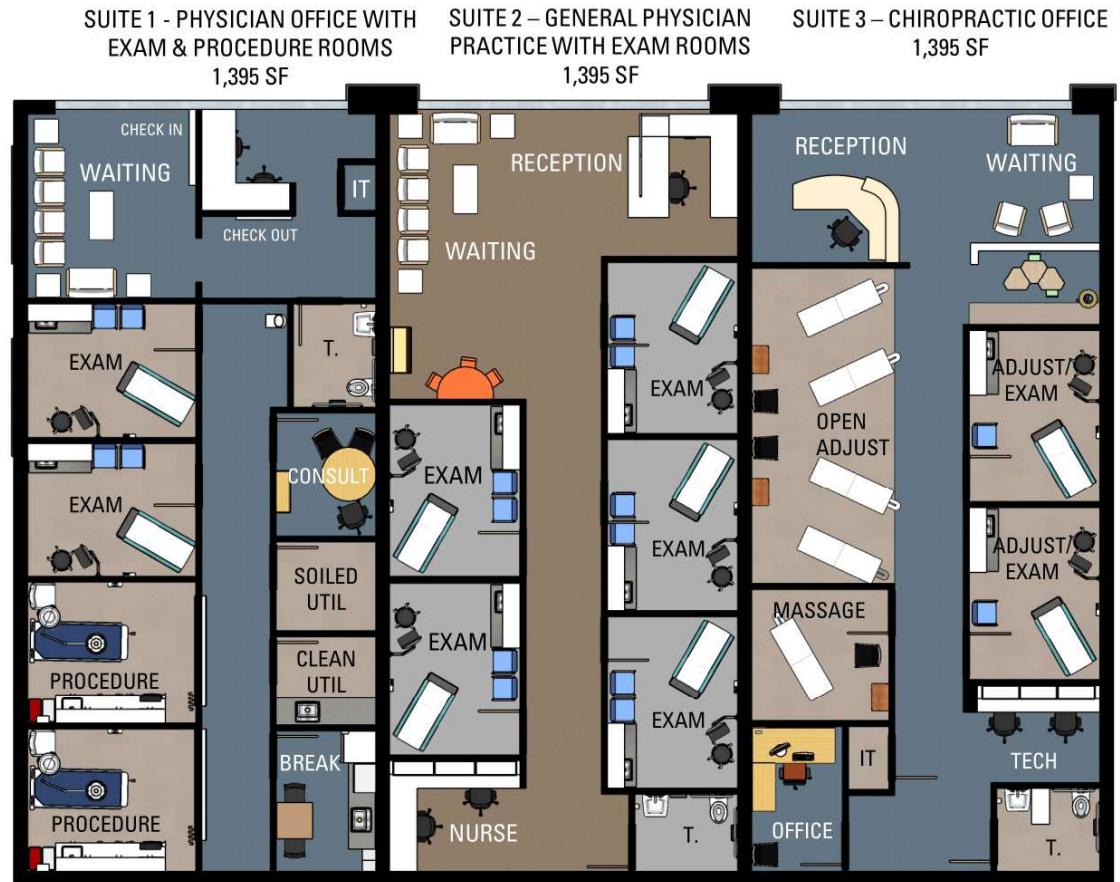 SUITE 1 - PHYSICIAN OFFICE WITH
EXAM & PROCEDURE ROOMS
1,395 SF
SUITE 2 – GENERAL PHYSICIAN
PRACTICE WITH EXAM ROOMS
1,395 SF
SUITE 3 – CHIROPRACTIC OFFICE
1,395 SF
CHECK IN
WAITING
IT
CHECK OUT
EXAM
T.
EXAM
CONSULT
SOILED
UTIL
PROCEDURE
CLEAN
UTIL
PROCEDURE
BREAK
RECEPTION
WAITING
EXAM
EXAM
EXAM
EXAM
EXAM
NURSE
T.
RECEPTION
WAITING
OPEN
ADJUST
ADJUST/
EXAM
ADJUST/
EXAM
MASSAGE
IT
TECH
OFFICE
T.